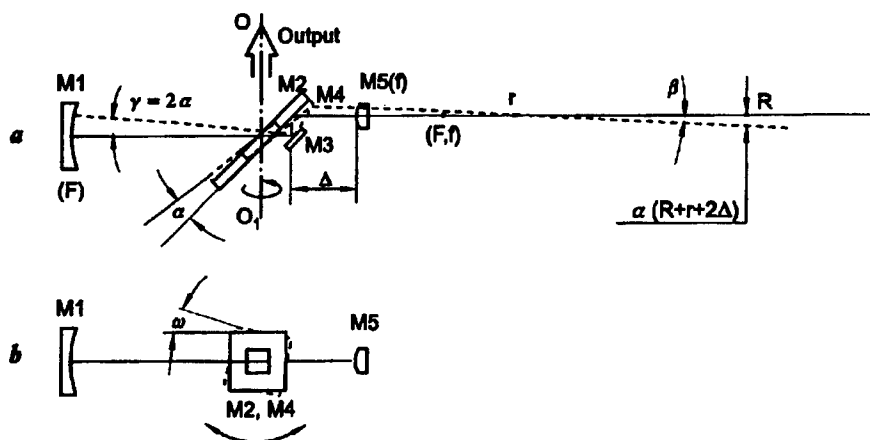 O
Output
M1
γ = 2α
M2
M4
M5(f)
r
β
R
a
(F,f)
M3
(F)
α
O₁
Δ
α (R+r+2Δ)
M1
ω
M5
b
M2, M4